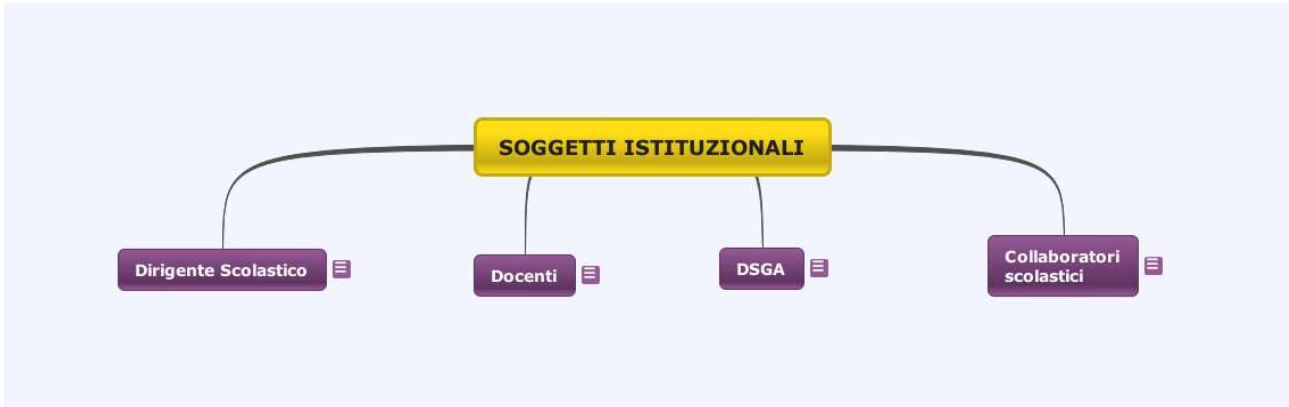 SOGGETTI ISTITUZIONALI
Dirigente Scolastico
Docenti
DSGA
Collaboratori
scolastici